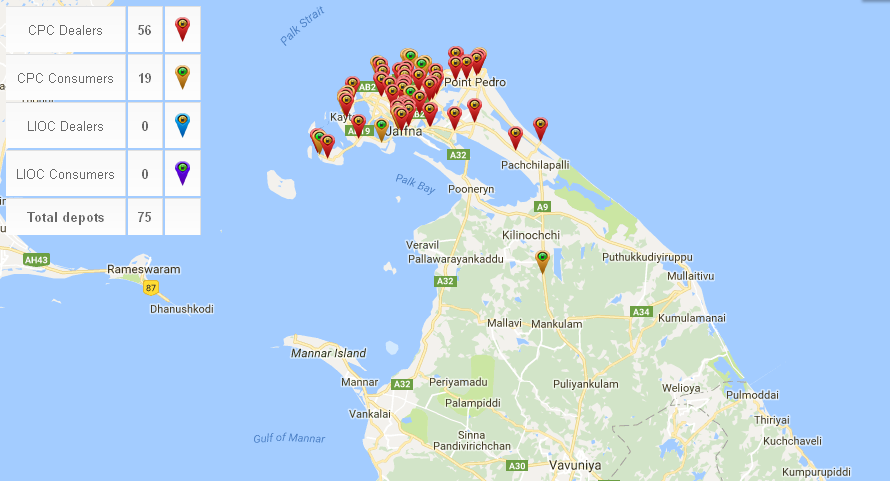 CPC Dealers 56
CPC Consumers 19
LIOC Dealers 0
LIOC Consumers 0
Total depots 75
Palk Strait
Point Pedro
AB2
Kayt
Jaffna
A32
Pachchilapalli
Palk Bay
Pooneryn
A9
Kilinochchi
Veravil
Pallawarayankaddu
Puthukkudiyiruppu
AH43
Rameswaram
Mullaitivu
87
A32
Dhanushkodi
A34
Kumulamanai
Mallavi
Mankulam
Mannar Island
Mannar
A32
Periyamadu
Puliyankulam
Welioya
Pulmoddai
Palampiddi
Vankalai
Thiriyai
Gulf of Mannar
Sinna
Pandivirichchan
Kuchchaveli
A30
Vavuniya
Kumpurupiddy